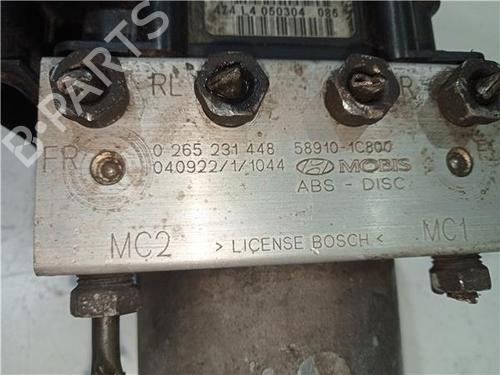 474 L4 050304 086
RL
R
FR
0 265 231 448 58910-1C800
040922/1/1044 MOBIS
ABS - DISC
MC2 > LICENSE BOSCH < MC1
B-PARTS